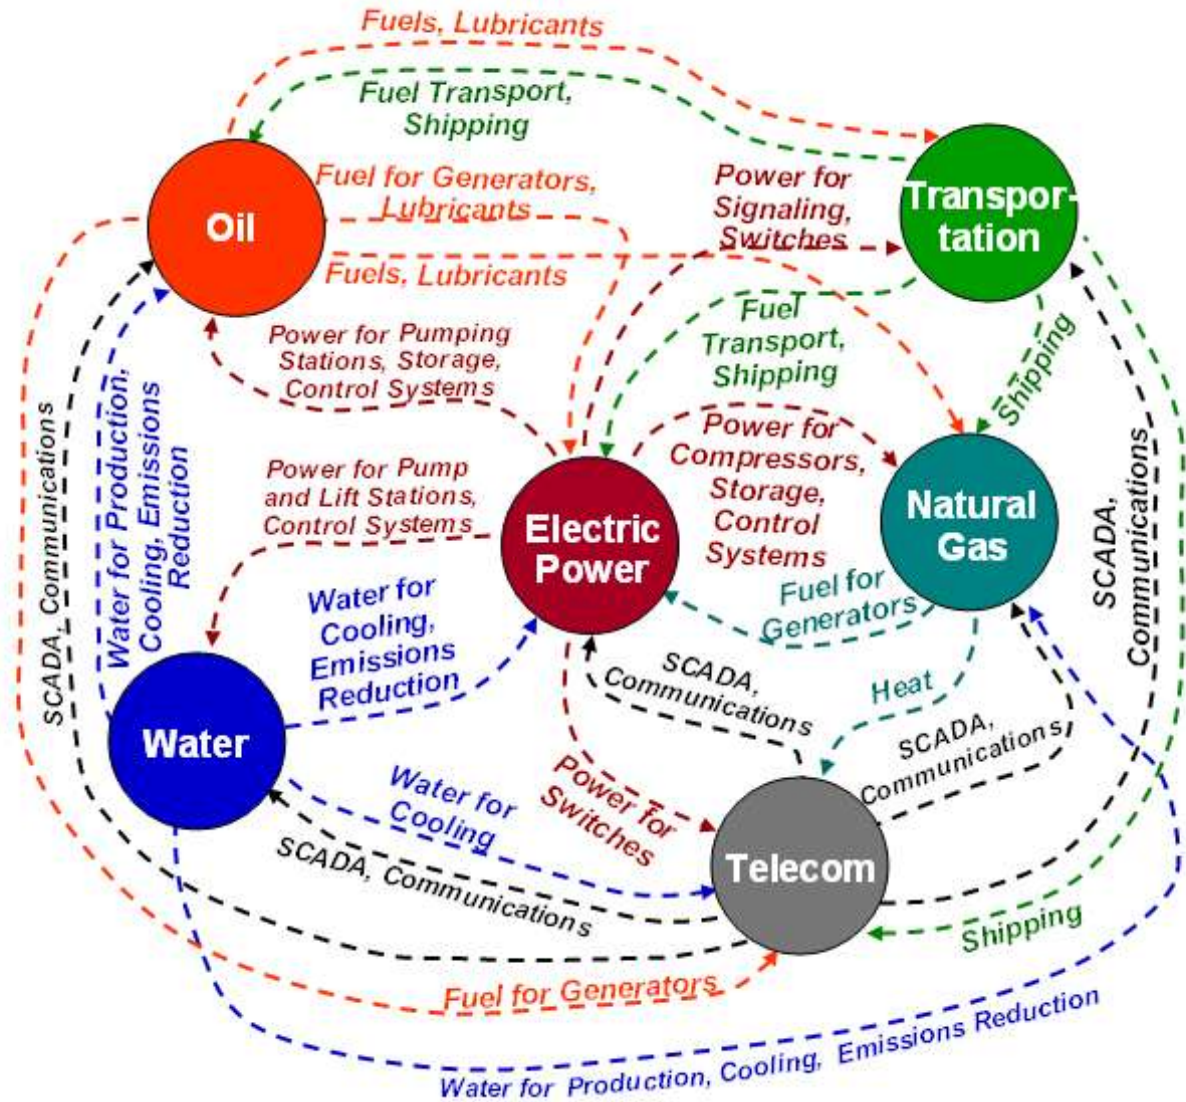 Fuels, Lubricants
Fuel Transport,
Shipping
Oil
Fuel for Generators,
Lubricants
Fuels, Lubricants
Power for
Signaling,
Switches
Transpor-
tation
Fuel
Transport,
Shipping
Shipping
Power for Pumping
Stations, Storage,
Control Systems
Power for
Compressors,
Storage,
Control
Systems
Natural
Gas
SCADA,
Communications
SCADA, Communications
Water for Production,
Cooling, Emissions
Reduction
Power for Pump
and Lift Stations,
Control Systems
Electric
Power
Fuel for
Generators
Water for
Cooling,
Emissions
Reduction
SCADA,
Communications
Heat
SCADA,
Communications
Water
Water for
Cooling
Power for
Switches
SCADA, Communications
Telecom
Shipping
Fuel for Generators
Water for Production, Cooling, Emissions Reduction